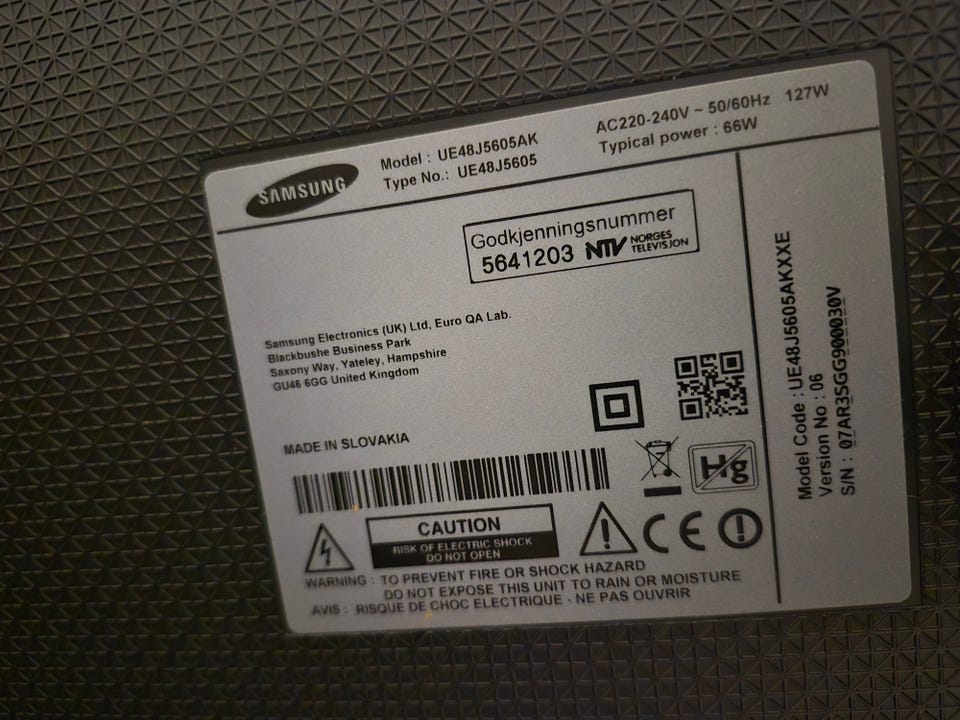 SAMSUNG
Model : UE48J5605AK
Type No.: UE48J5605
AC220-240V ~ 50/60Hz 127W
Typical power : 66W
Godkjenningsnummer
5641203 NTV NORGES TELEVISJON
Samsung Electronics (UK) Ltd, Euro QA Lab.
Blackbushe Business Park
Saxony Way, Yateley, Hampshire
GU46 6GG United Kingdom
MADE IN SLOVAKIA
Hg
CAUTION
RISK OF ELECTRIC SHOCK
DO NOT OPEN
CE
WARNING : TO PREVENT FIRE OR SHOCK HAZARD
DO NOT EXPOSE THIS UNIT TO RAIN OR MOISTURE
AVIS : RISQUE DE CHOC ELECTRIQUE - NE PAS OUVRIR
Model Code : UE48J5605AKXXE
Version No : 06
S/N : 07AR3SGG900030V